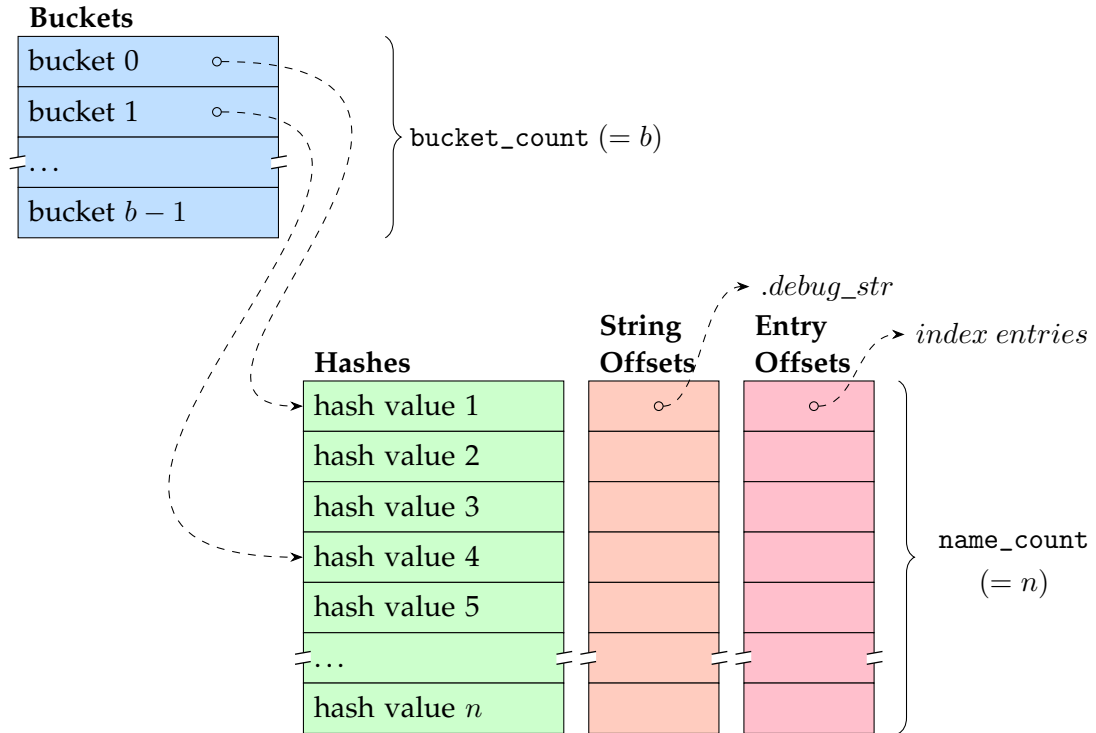 Buckets
bucket 0
bucket 1
...
bucket b − 1
bucket_count (= b)
.debug_str
String
Offsets
Entry
Offsets
index entries
Hashes
hash value 1
hash value 2
hash value 3
hash value 4
hash value 5
...
hash value n
name_count
(= n)